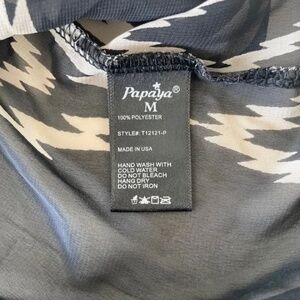 Papaya®
M
100% POLYESTER
STYLE#: T12121-P
MADE IN USA
HAND WASH WITH
COLD WATER
DO NOT BLEACH
HANG DRY
DO NOT IRON